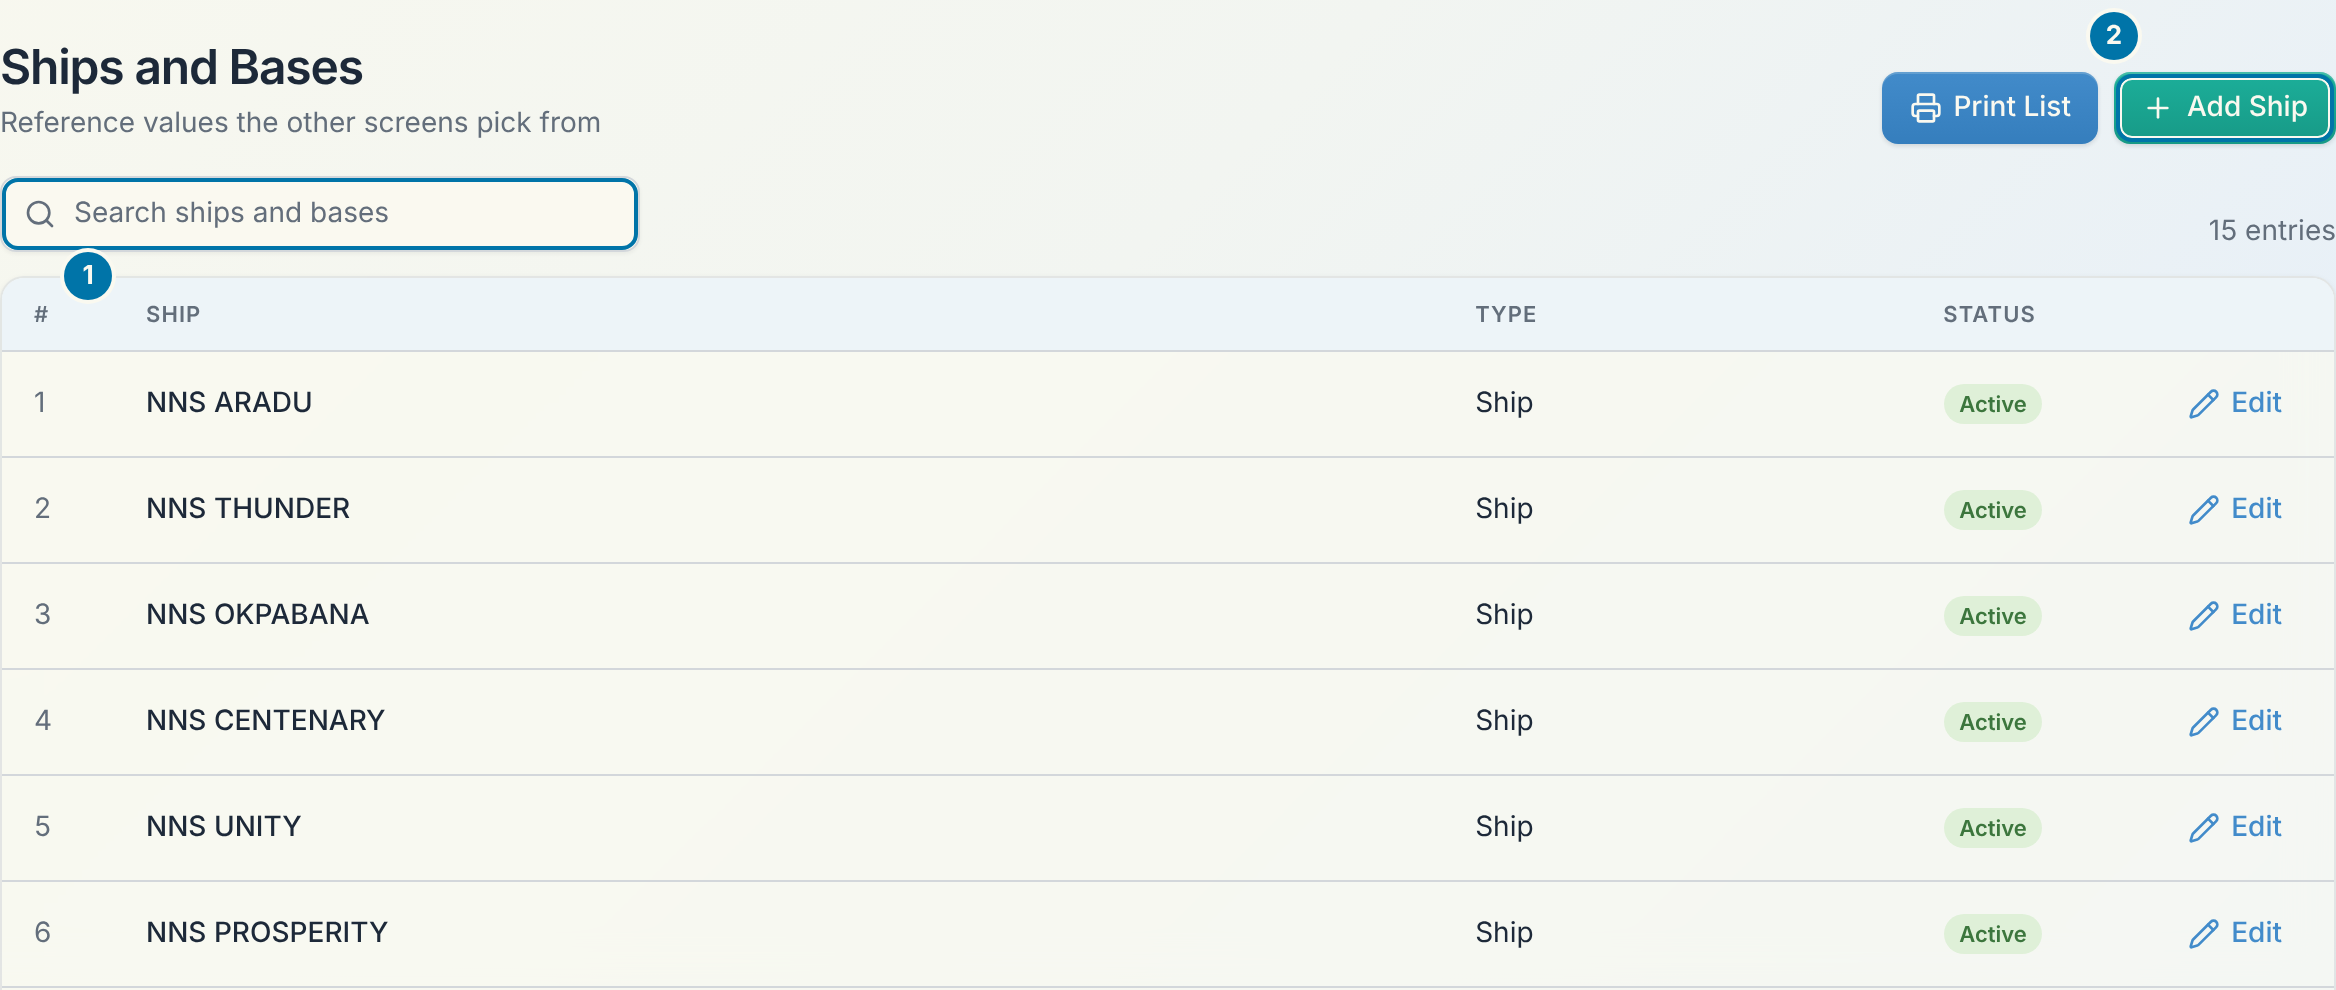 2
Ships and Bases
Reference values the other screens pick from
Print List
Add Ship
Search ships and bases
15 entries
1
# SHIP TYPE STATUS
1 NNS ARADU Ship Active Edit
2 NNS THUNDER Ship Active Edit
3 NNS OKPABANA Ship Active Edit
4 NNS CENTENARY Ship Active Edit
5 NNS UNITY Ship Active Edit
6 NNS PROSPERITY Ship Active Edit